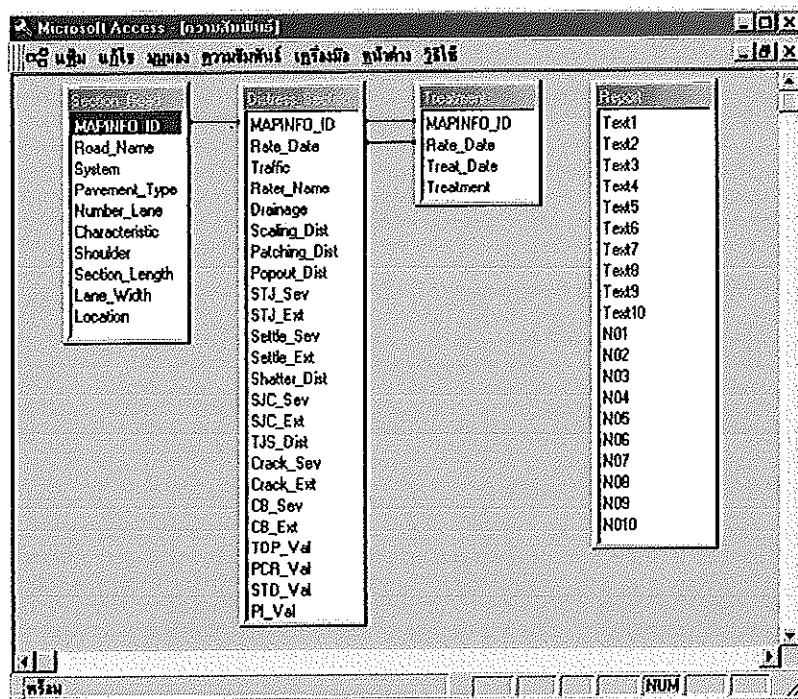 Microsoft Access - [ความสัมพันธ์]
แฟ้ม แก้ไข มุมมอง ความสัมพันธ์ เครื่องมือ หน้าต่าง วิธีใช้
MAPINFO_ID
Road_Name
System
Pavement_Type
Number_Lane
Characteristic
Shoulder
Section_Length
Lane_Width
Location
MAPINFO_ID
Rate_Date
Traffic
Rater_Name
Drainage
Scaling_Dist
Patching_Dist
Popout_Dist
STJ_Sev
STJ_Ext
Settle_Sev
Settle_Ext
Shatter_Dist
SJC_Sev
SJC_Ext
TJS_Dist
Crack_Sev
Crack_Ext
CB_Sev
CB_Ext
TOP_Val
PCR_Val
STD_Val
PI_Val
Treatment
MAPINFO_ID
Rate_Date
Treat_Date
Treatment
Text1
Text2
Text3
Text4
Text5
Text6
Text7
Text8
Text9
Text10
N01
N02
N03
N04
N05
N06
N07
N08
N09
N010
พร้อม
NUM